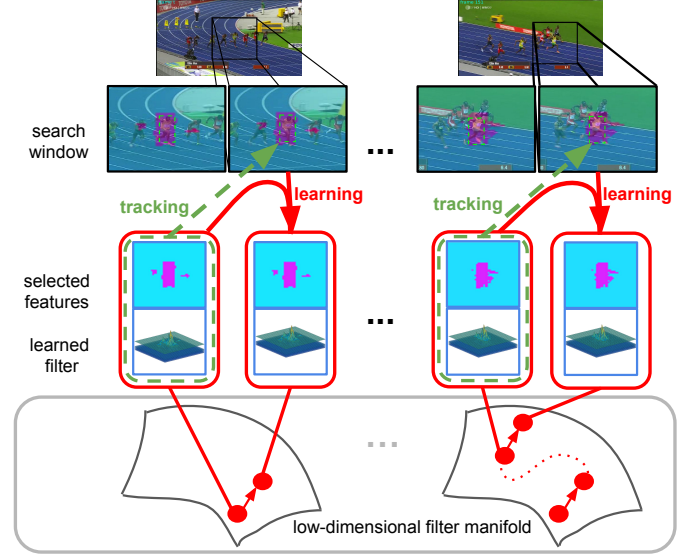 search
window
...
tracking
learning
tracking
learning
selected
features
...
learned
filter
...
low-dimensional filter manifold